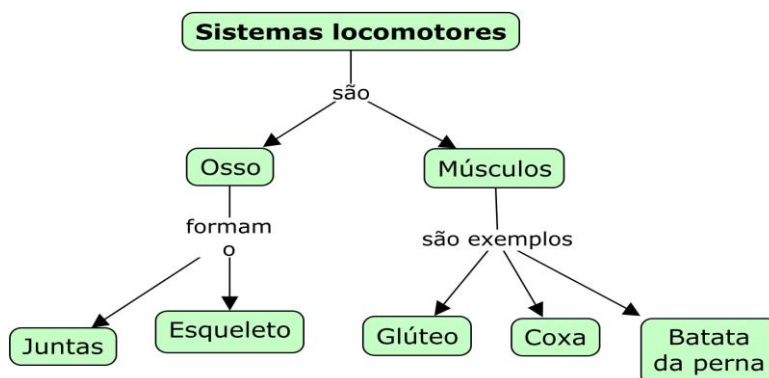 Sistemas locomotores
são
Osso
Músculos
formam
o
são exemplos
Juntas
Esqueleto
Glúteo
Coxa
Batata
da perna